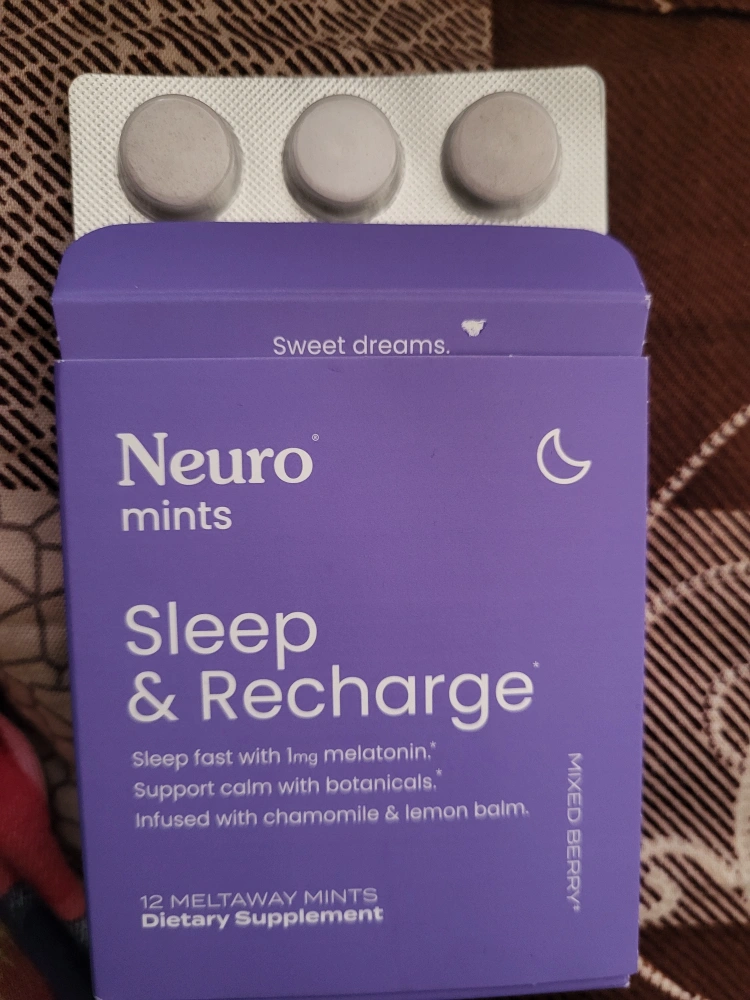 Sweet dreams.
Neuro®
mints
Sleep
& Recharge*
Sleep fast with 1mg melatonin.*
Support calm with botanicals.*
Infused with chamomile & lemon balm.
MIXED BERRY*
12 MELTAWAY MINTS
Dietary Supplement